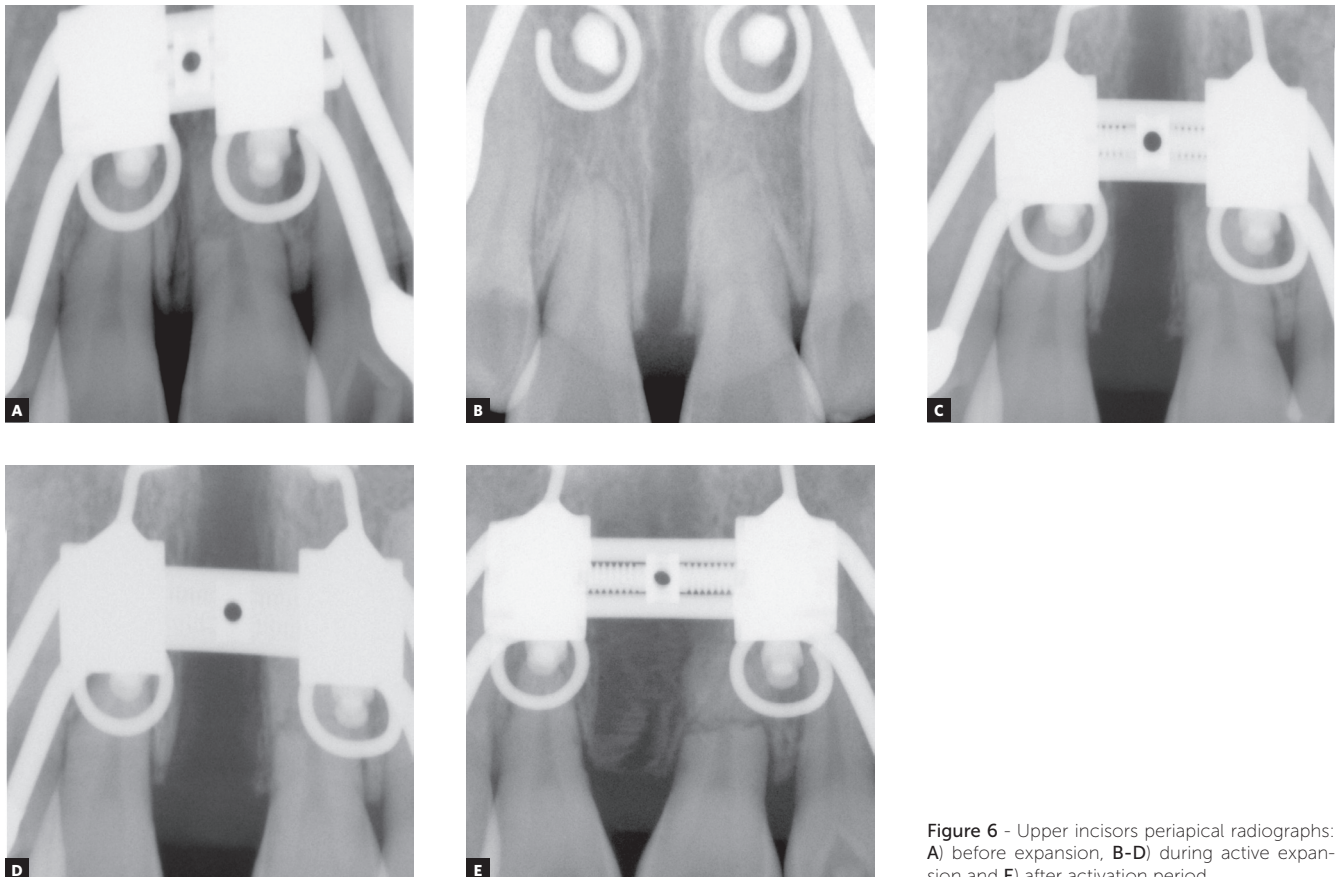 A
B
C
D
E
Figure 6 - Upper incisors periapical radiographs:
A) before expansion, B-D) during active expan-
sion and E) after activation period.